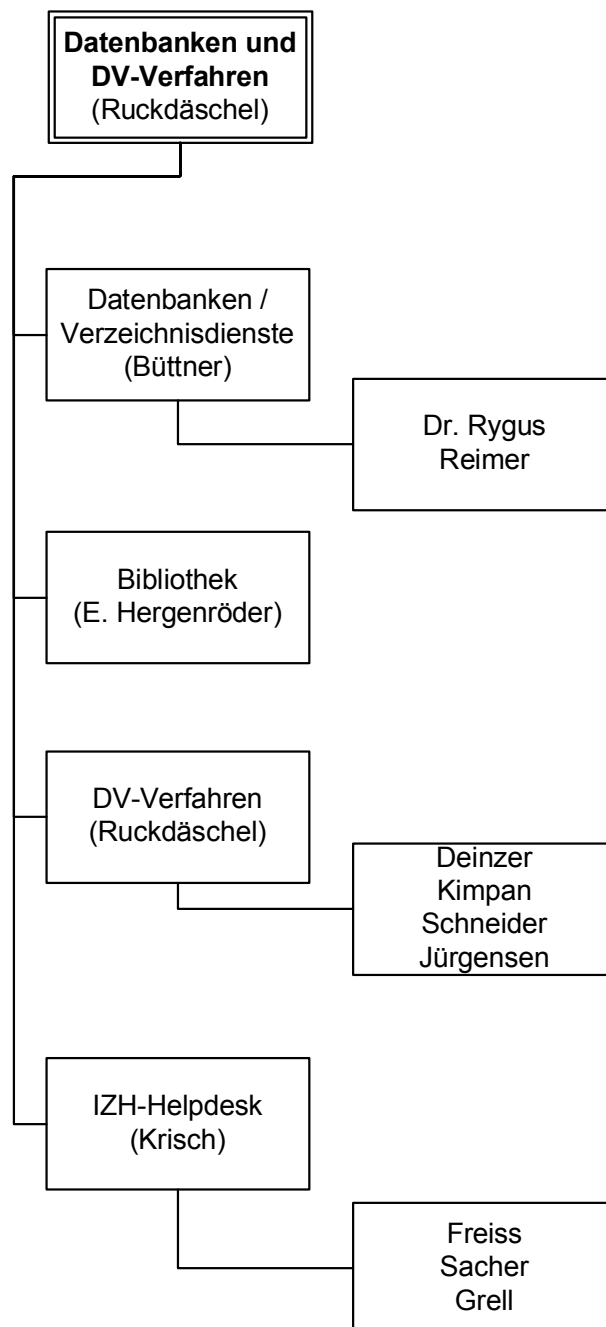 Datenbanken und
DV-Verfahren
(Ruckdäschel)
Datenbanken /
Verzeichnisdienste
(Büttner)
Dr. Rygus
Reimer
Bibliothek
(E. Hergenröder)
DV-Verfahren
(Ruckdäschel)
Deinzer
Kimpan
Schneider
Jürgensen
IZH-Helpdesk
(Krisch)
Freiss
Sacher
Grell